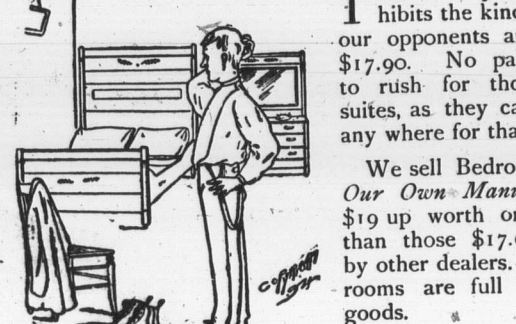 I
hibits the kin
our opponents a
$17.90. No pa
to rush for tho
suites, as they ca
any where for tha
We sell Bedro
Our Own Manu
$19 up worth o
than those $17.
by other dealers.
rooms are full
goods.